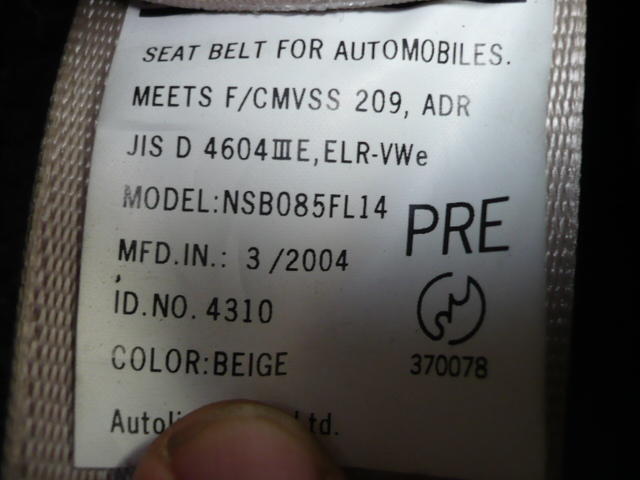 SEAT BELT FOR AUTOMOBILES.
MEETS F/CMVSS 209, ADR
JIS D 4604ⅢE,ELR-VWe
MODEL:NSB085FL14
PRE
MFD.IN.: 3/2004
ID.NO. 4310
370078
COLOR:BEIGE
Ltd.